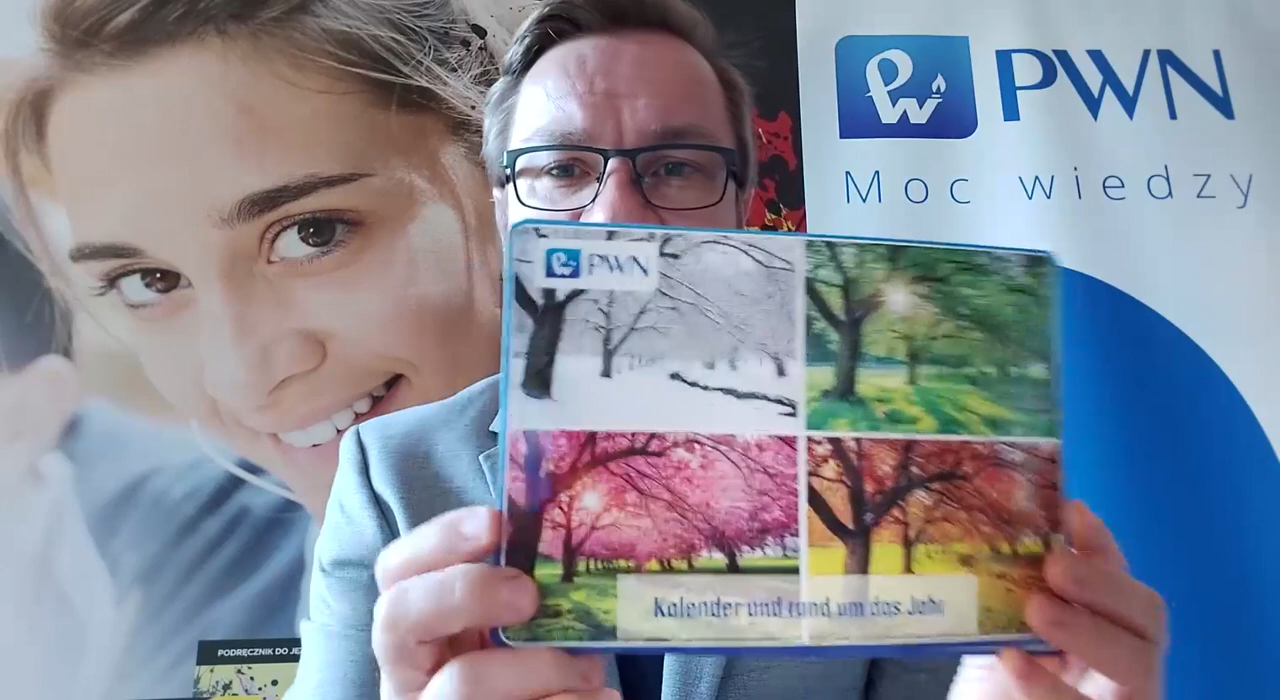 PWN
Moc wiedzy
PWN
Kalender und rund um das Jahr
PODRĘCZNIK DO JĘ